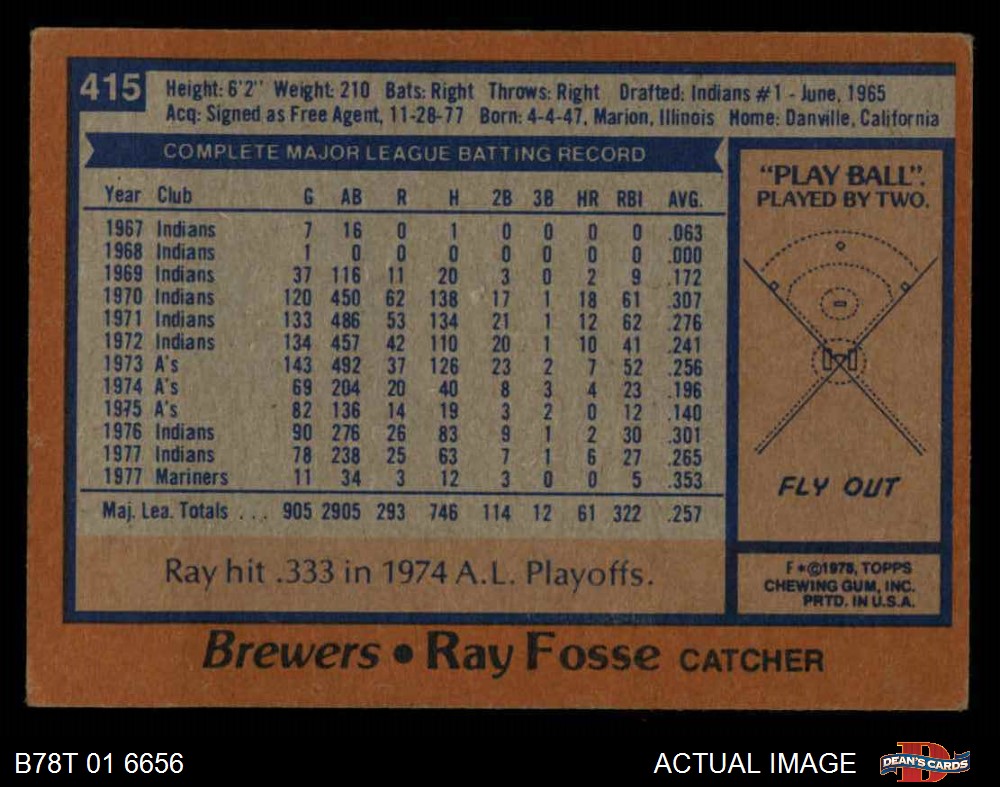 415
Height: 6'2" Weight: 210 Bats: Right Throws: Right Drafted: Indians #1 - June, 1965
Acq: Signed as Free Agent, 11-28-77 Born: 4-4-47, Marion, Illinois Home: Danville, California
COMPLETE MAJOR LEAGUE BATTING RECORD
Year Club G AB R H 2B 3B HR RBI AVG.
1967 Indians 7 16 0 1 0 0 0 0 .063
1968 Indians 1 0 0 0 0 0 0 0 .000
1969 Indians 37 116 11 20 3 0 2 9 .172
1970 Indians 120 450 62 138 17 1 18 61 .307
1971 Indians 133 486 53 134 21 1 12 62 .276
1972 Indians 134 457 42 110 20 1 10 41 .241
1973 A's 143 492 37 126 23 2 7 52 .256
1974 A's 69 204 20 40 8 3 4 23 .196
1975 A's 82 136 14 19 3 2 0 12 .140
1976 Indians 90 276 26 83 9 1 2 30 .301
1977 Indians 78 238 25 63 7 1 6 27 .265
1977 Mariners 11 34 3 12 3 0 0 5 .353
Maj. Lea. Totals ... 905 2905 293 746 114 12 61 322 .257
Ray hit .333 in 1974 A.L. Playoffs.
"PLAY BALL".
PLAYED BY TWO.
FLY OUT
F*©1978, TOPPS
CHEWING GUM, INC.
PRTD. IN U.S.A.
Brewers • Ray Fosse CATCHER
B78T 01 6656
ACTUAL IMAGE
D
DEAN'S CARDS